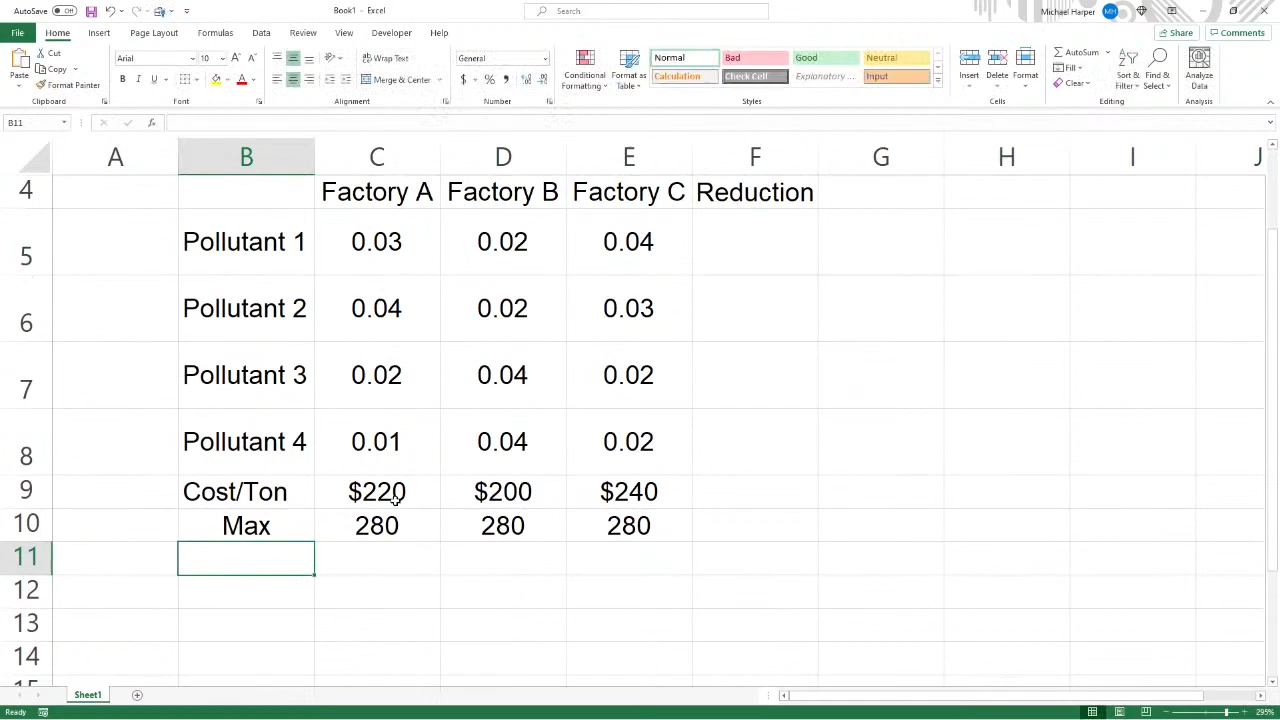 AutoSave Off Book1 - Excel Search Michael Harper MH
File Home Insert Page Layout Formulas Data Review View Developer Help Share Comments
Paste Cut Copy Format Painter Clipboard
Arial 10 B I U Font
Wrap Text Merge & Center Alignment
General $ % Number
Conditional Formatting Format as Table Normal Bad Good Neutral
Calculation Check Cell Explanatory ... Input Styles
Insert Delete Format Cells
AutoSum Fill Clear Sort & Filter Find & Select Editing
Analyze Data Analysis
B11 fx
A B C D E F G H I J
4 Factory A Factory B Factory C Reduction
5 Pollutant 1 0.03 0.02 0.04
6 Pollutant 2 0.04 0.02 0.03
7 Pollutant 3 0.02 0.04 0.02
8 Pollutant 4 0.01 0.04 0.02
9 Cost/Ton $220 $200 $240
10 Max 280 280 280
11
12
13
14
15
Sheet1
Ready 295%